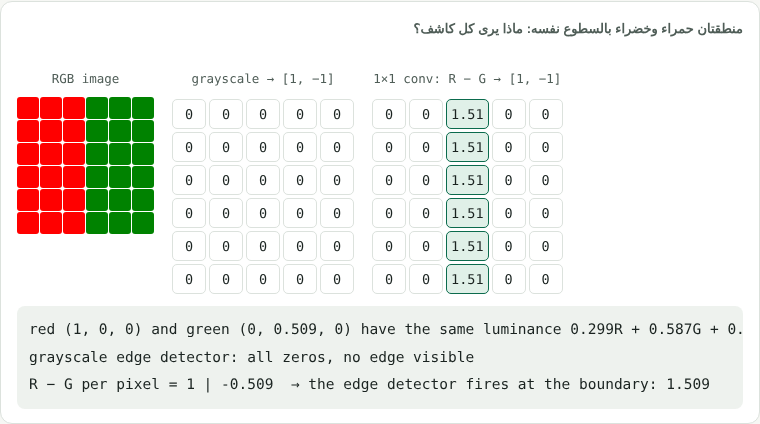 منطقتان حمراء وخضراء بالسطوع نفسه: ماذا يرى كل كاشف؟
RGB image
grayscale → [1, −1]
1×1 conv: R − G → [1, −1]
0 0 0 0 0
0 0 0 0 0
0 0 0 0 0
0 0 0 0 0
0 0 0 0 0
0 0 0 0 0
0 0 1.51 0 0
0 0 1.51 0 0
0 0 1.51 0 0
0 0 1.51 0 0
0 0 1.51 0 0
0 0 1.51 0 0
red (1, 0, 0) and green (0, 0.509, 0) have the same luminance 0.299R + 0.587G + 0.
grayscale edge detector: all zeros, no edge visible
R − G per pixel = 1 | -0.509 → the edge detector fires at the boundary: 1.509